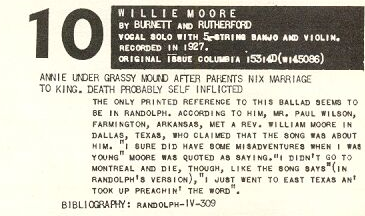 10
WILLIE MOORE
BY BURNETT AND RUTHERFORD
VOCAL SOLO WITH 5-STRING BANJO AND VIOLIN.
RECORDED IN 1927.
ORIGINAL ISSUE COLUMBIA 15314D(W145086)
ANNIE UNDER GRASSY MOUND AFTER PARENTS NIX MARRIAGE
TO KING. DEATH PROBABLY SELF INFLICTED
THE ONLY PRINTED REFERENCE TO THIS BALLAD SEEMS TO
BE IN RANDOLPH. ACCORDING TO HIM, MR. PAUL WILSON,
FARMINGTON, ARKANSAS, MET A REV. WILLIAM MOORE IN
DALLAS, TEXAS, WHO CLAIMED THAT THE SONG WAS ABOUT
HIM. "I SURE DID HAVE SOME MISADVENTURES WHEN I WAS
YOUNG" MOORE WAS QUOTED AS SAYING. "I DIDN'T GO TO
MONTREAL AND DIE, THOUGH, LIKE THE SONG SAYS" (IN
RANDOLPH'S VERSION), "I JUST WENT TO EAST TEXAS AN'
TOOK UP PREACHIN' THE WORD".
BIBLIOGRAPHY: RANDOLPH-IV-309